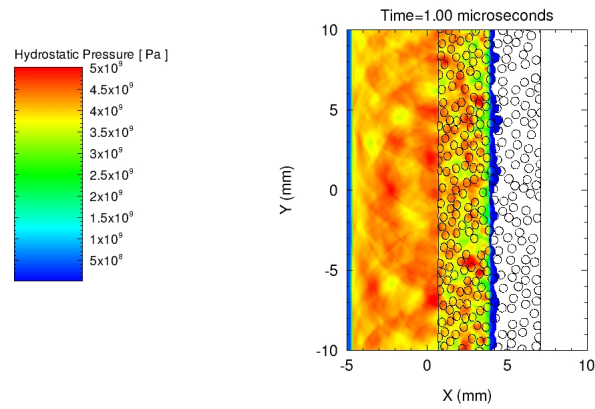 Time=1.00 microseconds
Hydrostatic Pressure [ Pa ]
5x10⁹
4.5x10⁹
4x10⁹
3.5x10⁹
3x10⁹
2.5x10⁹
2x10⁹
1.5x10⁹
1x10⁹
5x10⁸
10
5
0
-5
-10
Y (mm)
-5 0 5 10
X (mm)